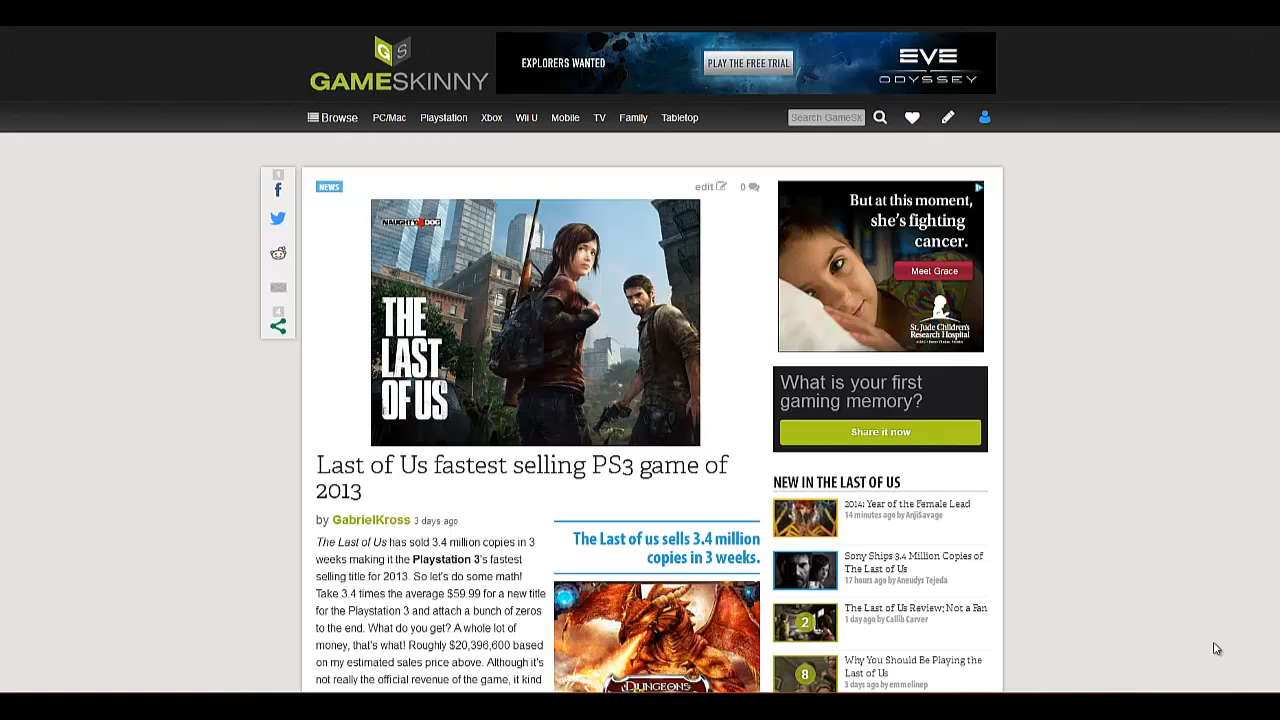 GS
GAMESKINNY
EXPLORERS WANTED
PLAY THE FREE TRIAL
EVE
ODYSSEY
Browse
PC/Mac
Playstation
Xbox
Wii U
Mobile
TV
Family
Tabletop
Search GameSk
1
4
NEWS
edit
0
NAUGHTY DOG
THE
LAST
OF US
Last of Us fastest selling PS3 game of
2013
by GabrielKross 3 days ago
The Last of Us has sold 3.4 million copies in 3
weeks making it the Playstation 3's fastest
selling title for 2013. So let's do some math!
Take 3.4 times the average $59.99 for a new title
for the Playstation 3 and attach a bunch of zeros
to the end. What do you get? A whole lot of
money, that's what! Roughly $20,396,600 based
on my estimated sales price above. Although it's
not really the official revenue of the game, it kind
The Last of us sells 3.4 million
copies in 3 weeks.
DUNGEONS
But at this moment,
she's fighting
cancer.
Meet Grace
St. Jude Children's
Research Hospital
What is your first
gaming memory?
Share it now
NEW IN THE LAST OF US
2014: Year of the Female Lead
14 minutes ago by AnjiSavage
Sony Ships 3.4 Million Copies of
The Last of Us
17 hours ago by Aneudys Tejeda
2
The Last of Us Review; Not a Fan
1 day ago by Callib Carver
8
Why You Should Be Playing the
Last of Us
3 days ago by emmelinep